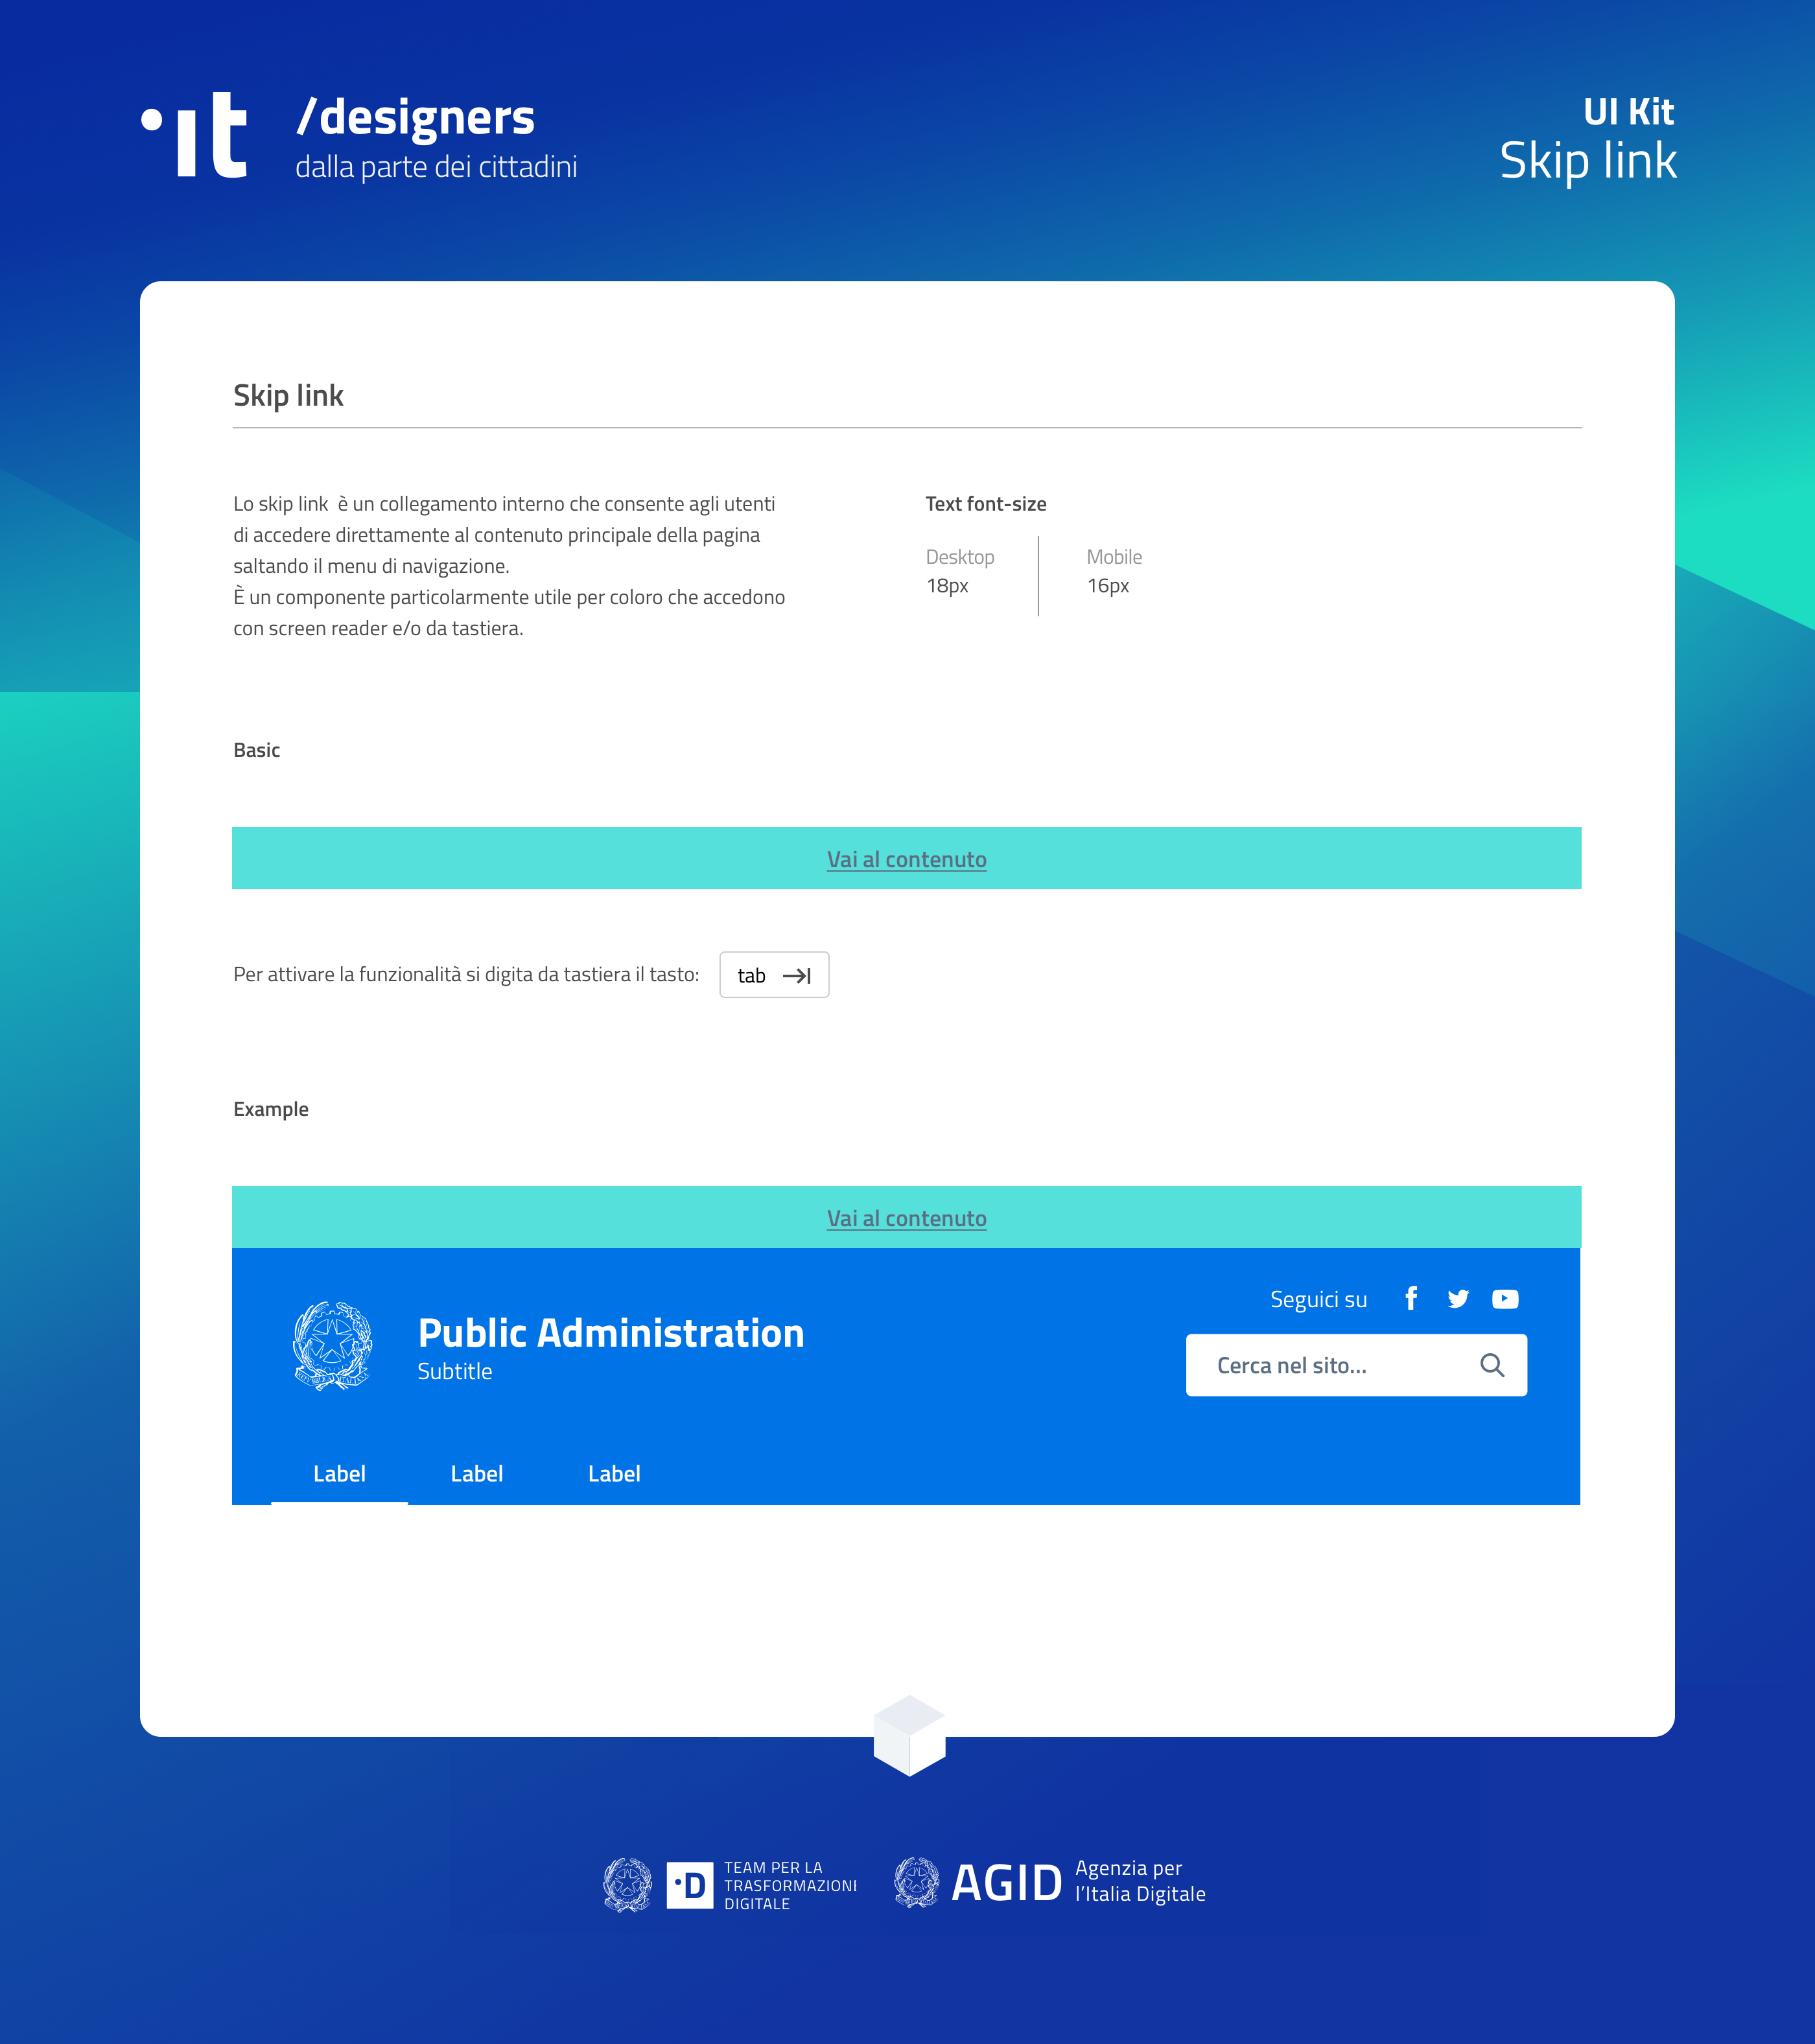 it
/designers
dalla parte dei cittadini
UI Kit
Skip link
Skip link
Lo skip link  è un collegamento interno che consente agli utenti
di accedere direttamente al contenuto principale della pagina
saltando il menu di navigazione.
È un componente particolarmente utile per coloro che accedono
con screen reader e/o da tastiera.
Text font-size
Desktop
18px
Mobile
16px
Basic
Vai al contenuto
Per attivare la funzionalità si digita da tastiera il tasto:
tab
Example
Vai al contenuto
Seguici su
Public Administration
Subtitle
Cerca nel sito...
Label
Label
Label
D
TEAM PER LA
TRASFORMAZIONE
DIGITALE
AGID
Agenzia per
l'Italia Digitale